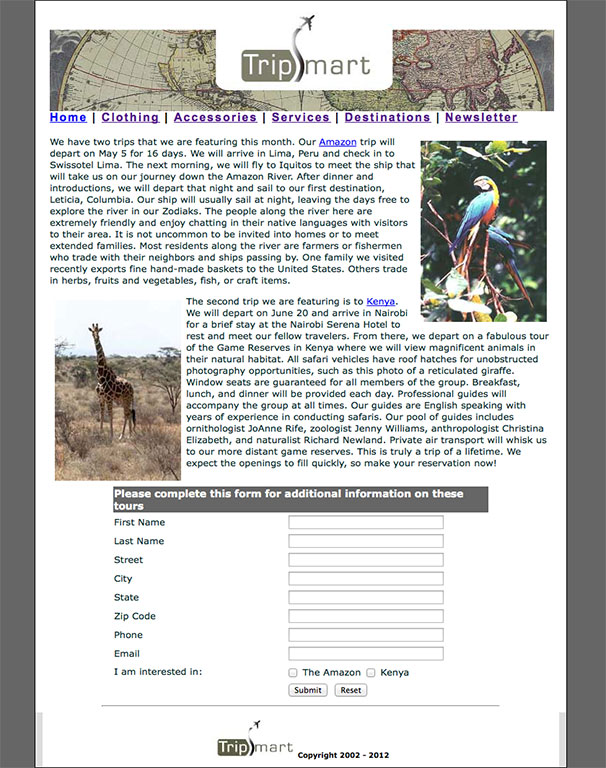 Trip Smart
Home | Clothing | Accessories | Services | Destinations | Newsletter
We have two trips that we are featuring this month. Our Amazon trip will
depart on May 5 for 16 days. We will arrive in Lima, Peru and check in to
Swissotel Lima. The next morning, we will fly to Iquitos to meet the ship that
will take us on our journey down the Amazon River. After dinner and
introductions, we will depart that night and sail to our first destination,
Leticia, Columbia. Our ship will usually sail at night, leaving the days free to
explore the river in our Zodiaks. The people along the river here are
extremely friendly and enjoy chatting in their native languages with visitors
to their area. It is not uncommon to be invited into homes or to meet
extended families. Most residents along the river are farmers or fishermen
who trade with their neighbors and ships passing by. One family we visited
recently exports fine hand-made baskets to the United States. Others trade
in herbs, fruits and vegetables, fish, or craft items.
The second trip we are featuring is to Kenya.
We will depart on June 20 and arrive in Nairobi
for a brief stay at the Nairobi Serena Hotel to
rest and meet our fellow travelers. From there, we depart on a fabulous tour
of the Game Reserves in Kenya where we will view magnificent animals in
their natural habitat. All safari vehicles have roof hatches for unobstructed
photography opportunities, such as this photo of a reticulated giraffe.
Window seats are guaranteed for all members of the group. Breakfast,
lunch, and dinner will be provided each day. Professional guides will
accompany the group at all times. Our guides are English speaking with
years of experience in conducting safaris. Our pool of guides includes
ornithologist JoAnne Rife, zoologist Jenny Williams, anthropologist Christina
Elizabeth, and naturalist Richard Newland. Private air transport will whisk us
to our more distant game reserves. This is truly a trip of a lifetime. We
expect the openings to fill quickly, so make your reservation now!
Please complete this form for additional information on these
tours
First Name
Last Name
Street
City
State
Zip Code
Phone
Email
I am interested in: The Amazon Kenya
Submit Reset
Trip Smart Copyright 2002 - 2012